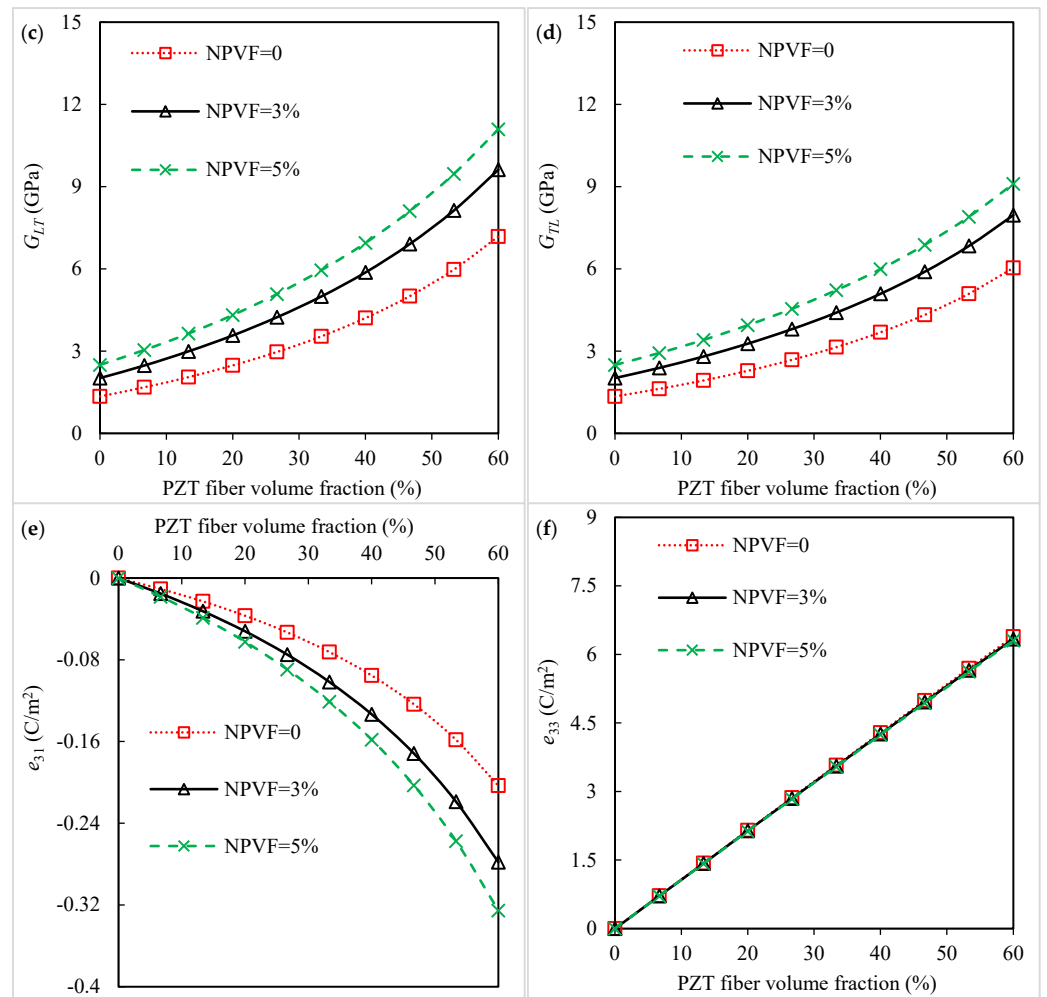 (c)
NPVF=0
NPVF=3%
NPVF=5%
15
12
9
6
3
0
G_LT (GPa)
0 10 20 30 40 50 60
PZT fiber volume fraction (%)
(d)
NPVF=0
NPVF=3%
NPVF=5%
15
12
9
6
3
0
G_TL (GPa)
0 10 20 30 40 50 60
PZT fiber volume fraction (%)
(e)
PZT fiber volume fraction (%)
0 10 20 30 40 50 60
0
-0.08
-0.16
-0.24
-0.32
-0.4
e₃₁ (C/m²)
NPVF=0
NPVF=3%
NPVF=5%
(f)
NPVF=0
NPVF=3%
NPVF=5%
9
7.5
6
4.5
3
1.5
0
e₃₃ (C/m²)
0 10 20 30 40 50 60
PZT fiber volume fraction (%)